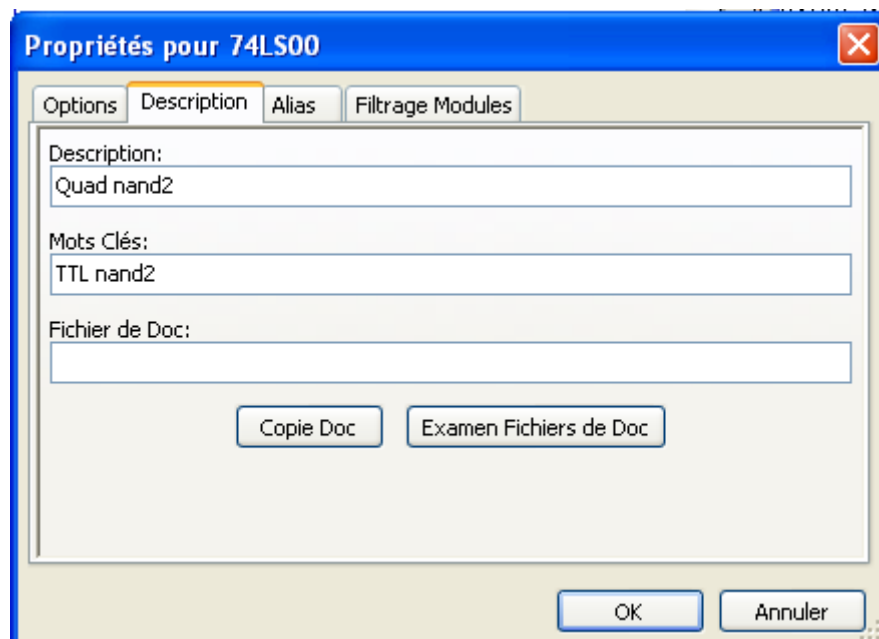 Propriétés pour 74LS00
Options Description Alias Filtrage Modules
Description:
Quad nand2
Mots Clés:
TTL nand2
Fichier de Doc:
Copie Doc Examen Fichiers de Doc
OK Annuler